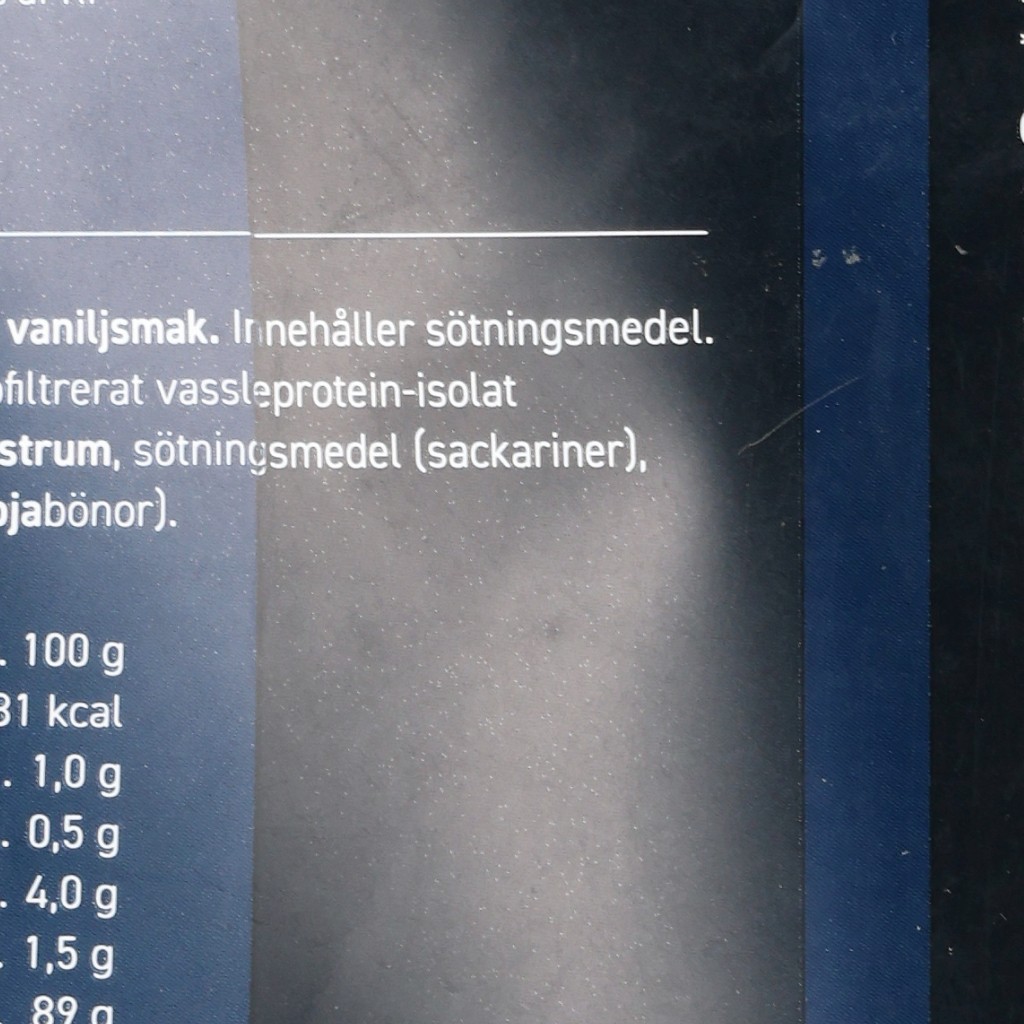 vaniljsmak. Innehåller sötningsmedel.
ofiltrerat vassleprotein-isolat
strum, sötningsmedel (sackariner),
ojabönor).
. 100 g
31 kcal
. 1,0 g
. 0,5 g
. 4,0 g
. 1,5 g
89 g